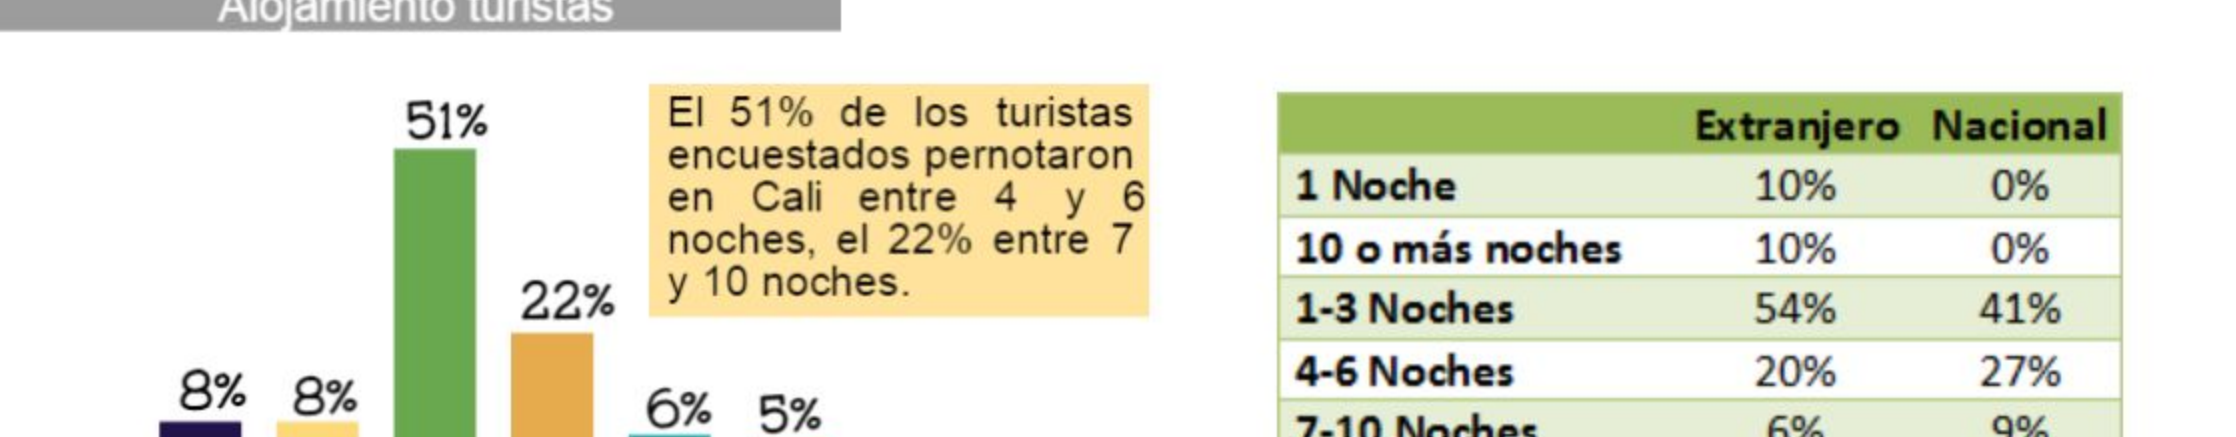 Alojamiento turistas
51%
22%
8%
8%
6%
5%
El 51% de los turistas
encuestados pernotaron
en Cali entre 4 y 6
noches, el 22% entre 7
y 10 noches.
Extranjero Nacional
1 Noche 10% 0%
10 o más noches 10% 0%
1-3 Noches 54% 41%
4-6 Noches 20% 27%
7-10 Noches 6% 9%